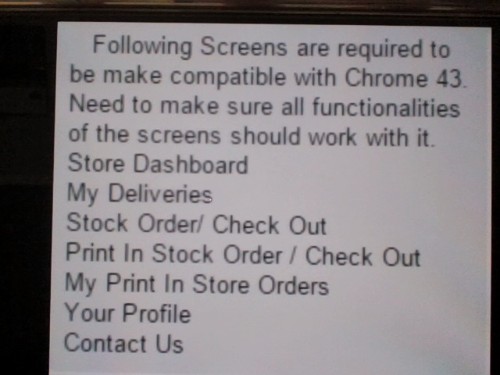 Following Screens are required to
be make compatible with Chrome 43.
Need to make sure all functionalities
of the screens should work with it.
Store Dashboard
My Deliveries
Stock Order/ Check Out
Print In Stock Order / Check Out
My Print In Store Orders
Your Profile
Contact Us